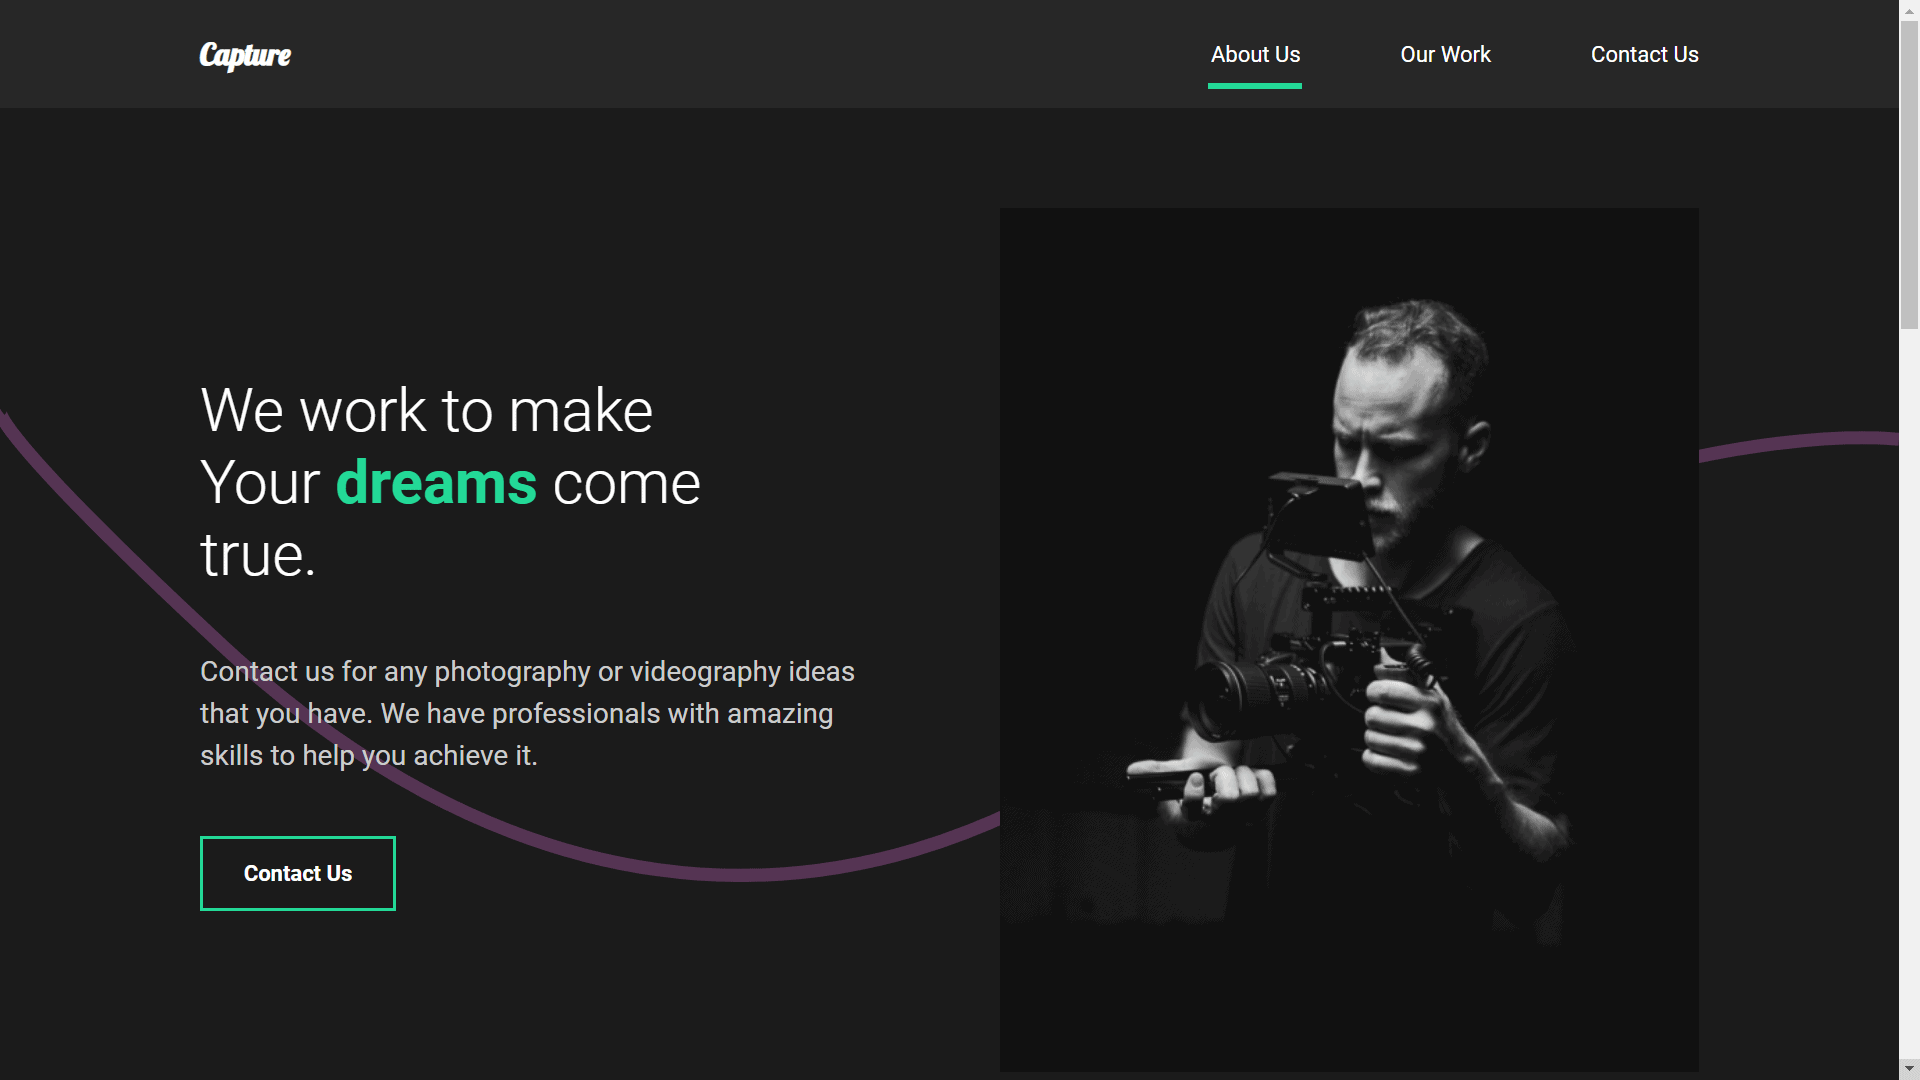 Capture
About Us
Our Work
Contact Us
We work to make
Your dreams come
true.
Contact us for any photography or videography ideas
that you have. We have professionals with amazing
skills to help you achieve it.
Contact Us